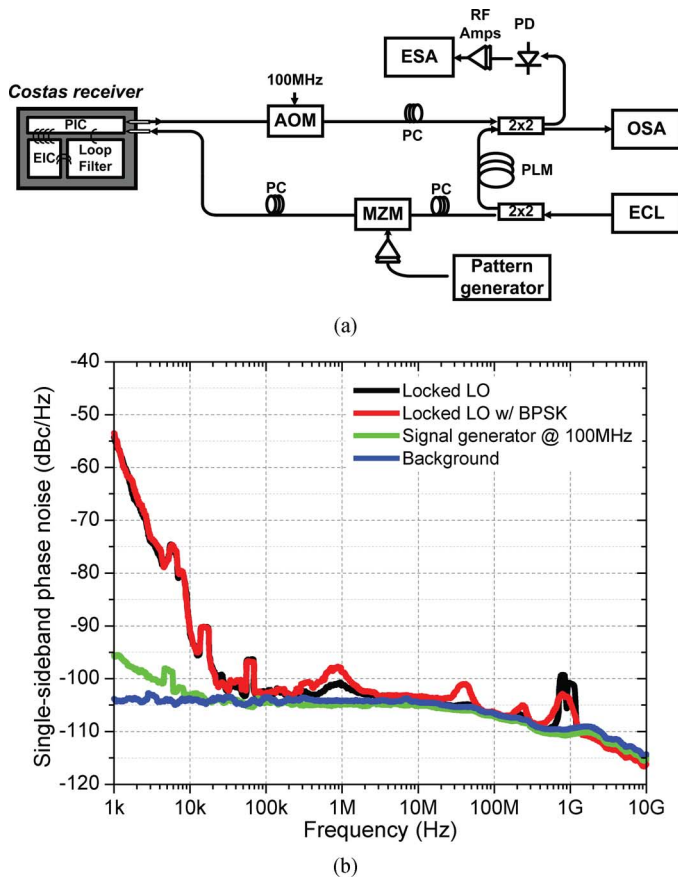 Costas receiver
PIC
EIC
Loop
Filter
100MHz
AOM
PC
ESA
RF
Amps
PD
2x2
OSA
PLM
PC
MZM
PC
2x2
ECL
Pattern
generator
(a)
Single-sideband phase noise (dBc/Hz)
-40
-50
-60
-70
-80
-90
-100
-110
-120
Locked LO
Locked LO w/ BPSK
Signal generator @ 100MHz
Background
1k
10k
100k
1M
10M
100M
1G
10G
Frequency (Hz)
(b)